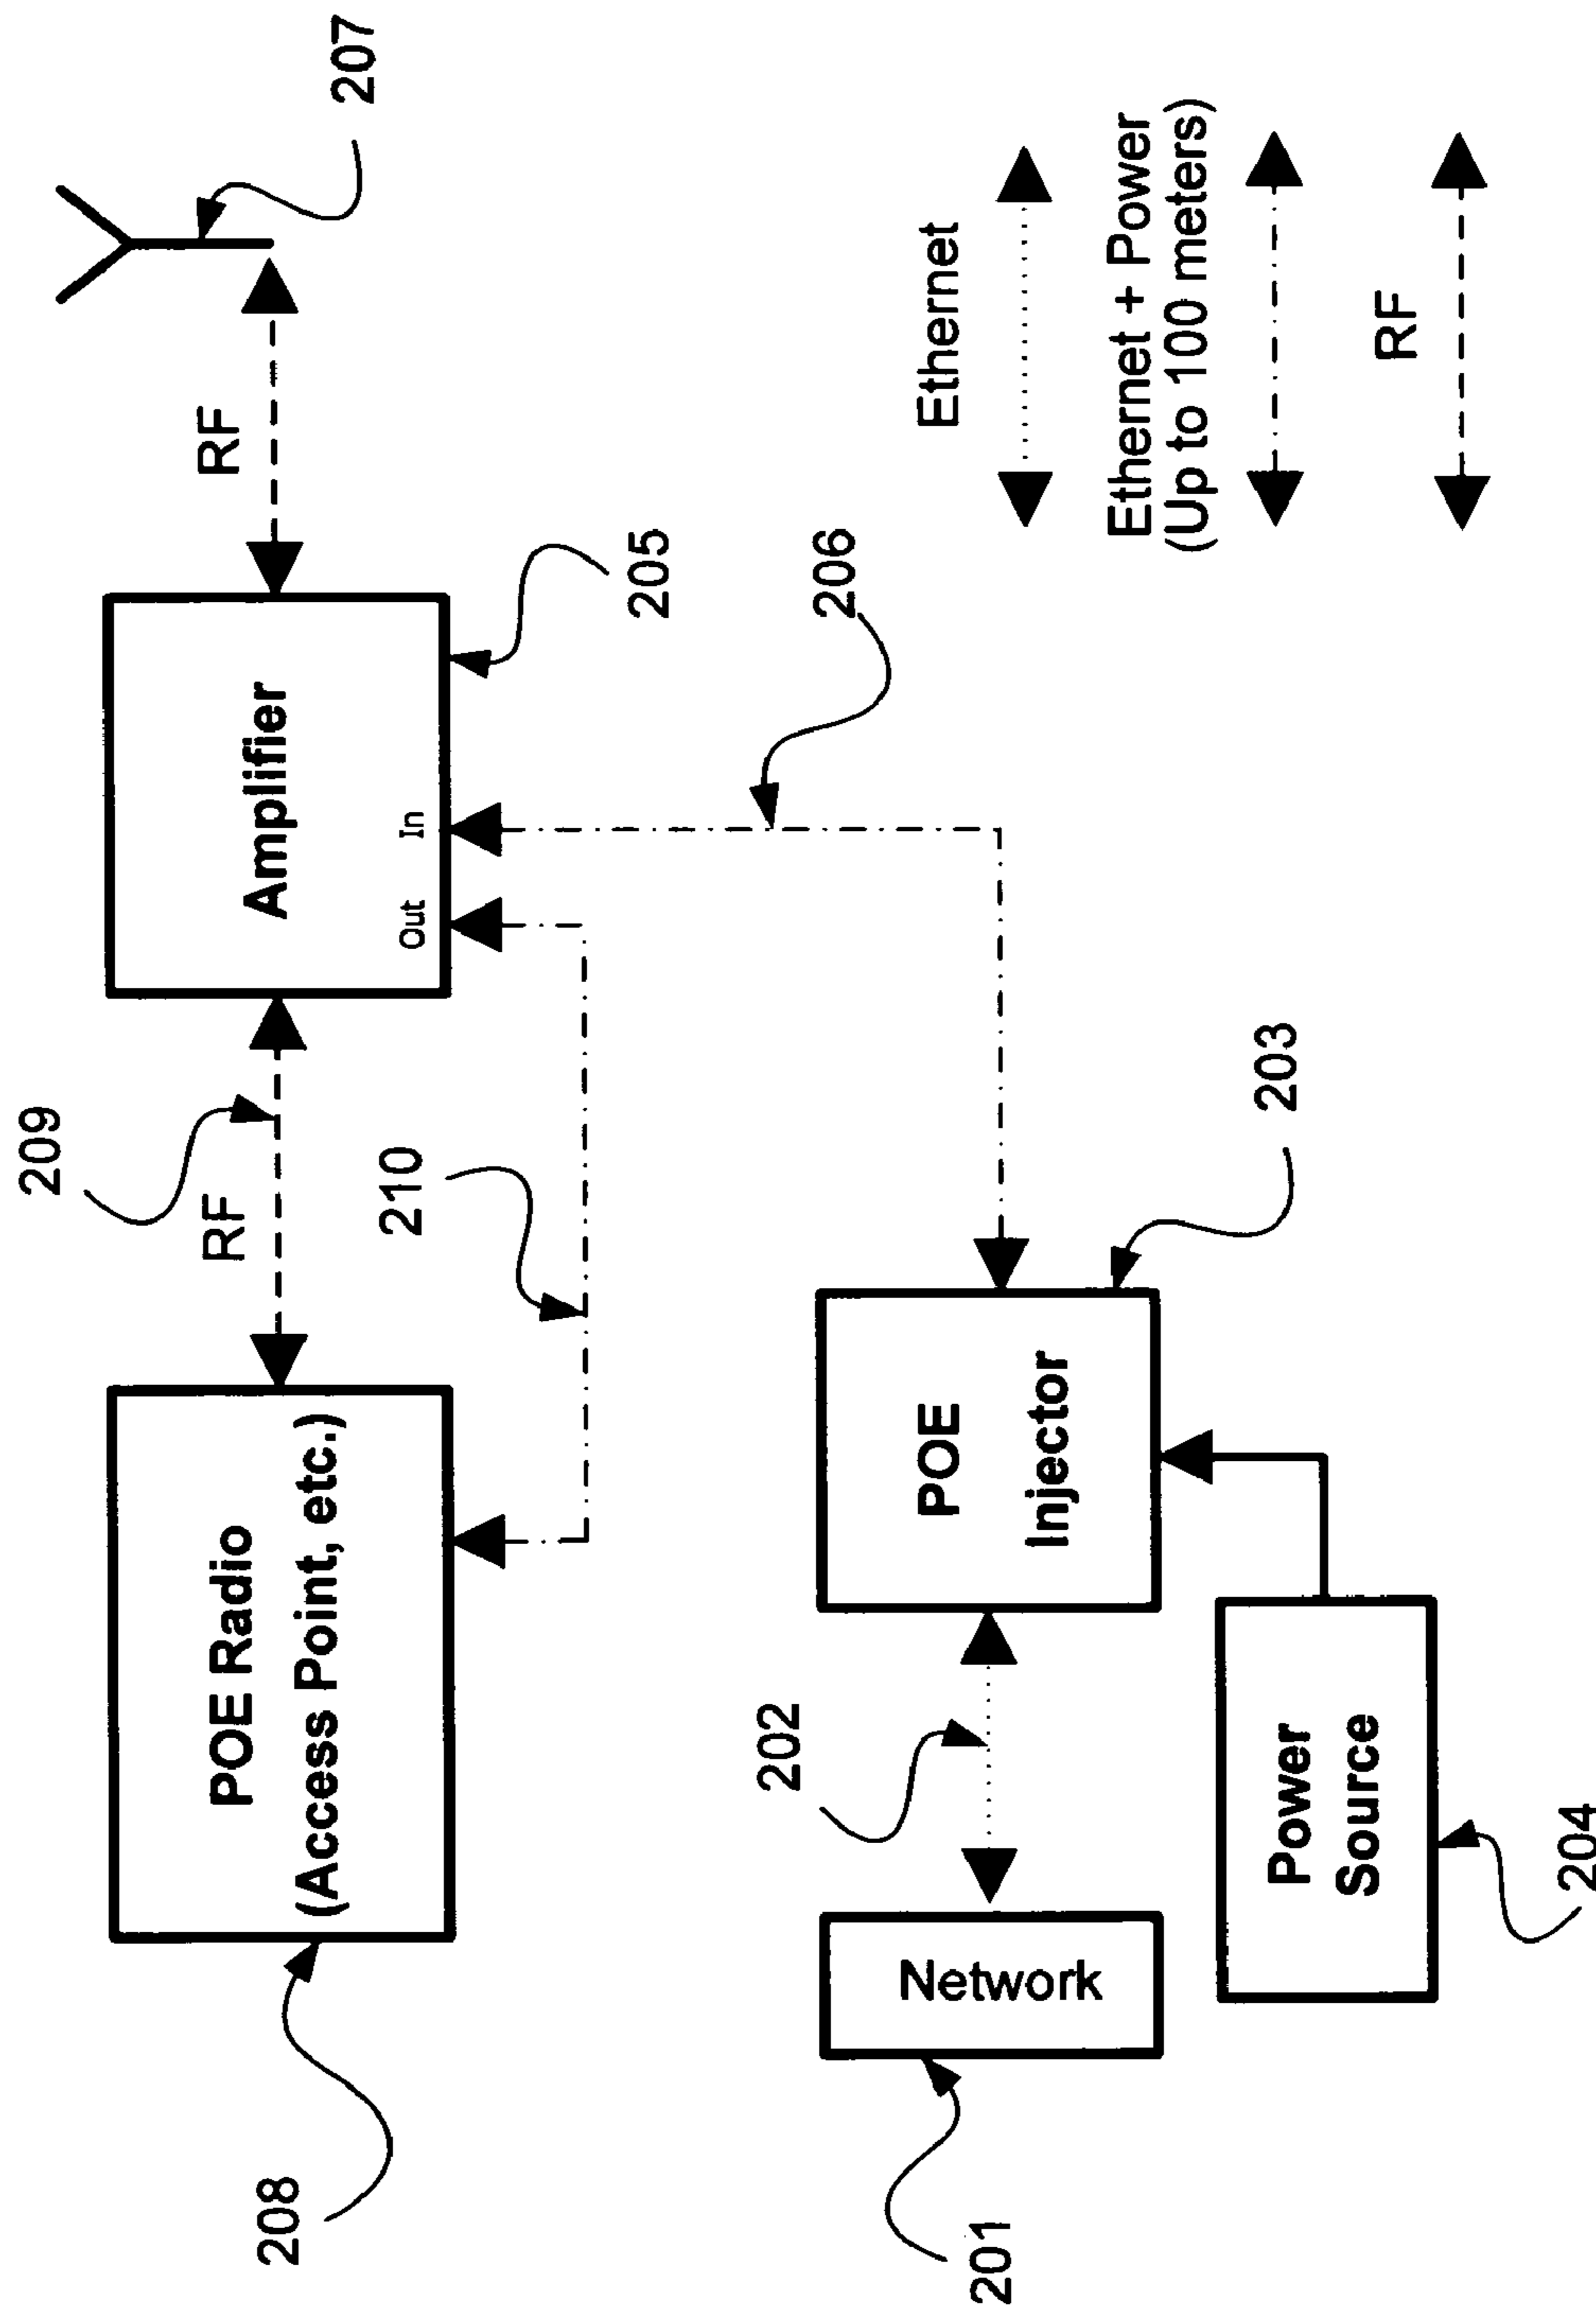 209
RF
RF
207
POE Radio
(Access Point, etc.)
Amplifier
Out
In
208
210
205
202
POE
Injector
206
Ethernet
Network
Ethernet + Power
(Up to 100 meters)
201
203
Power
Source
RF
204